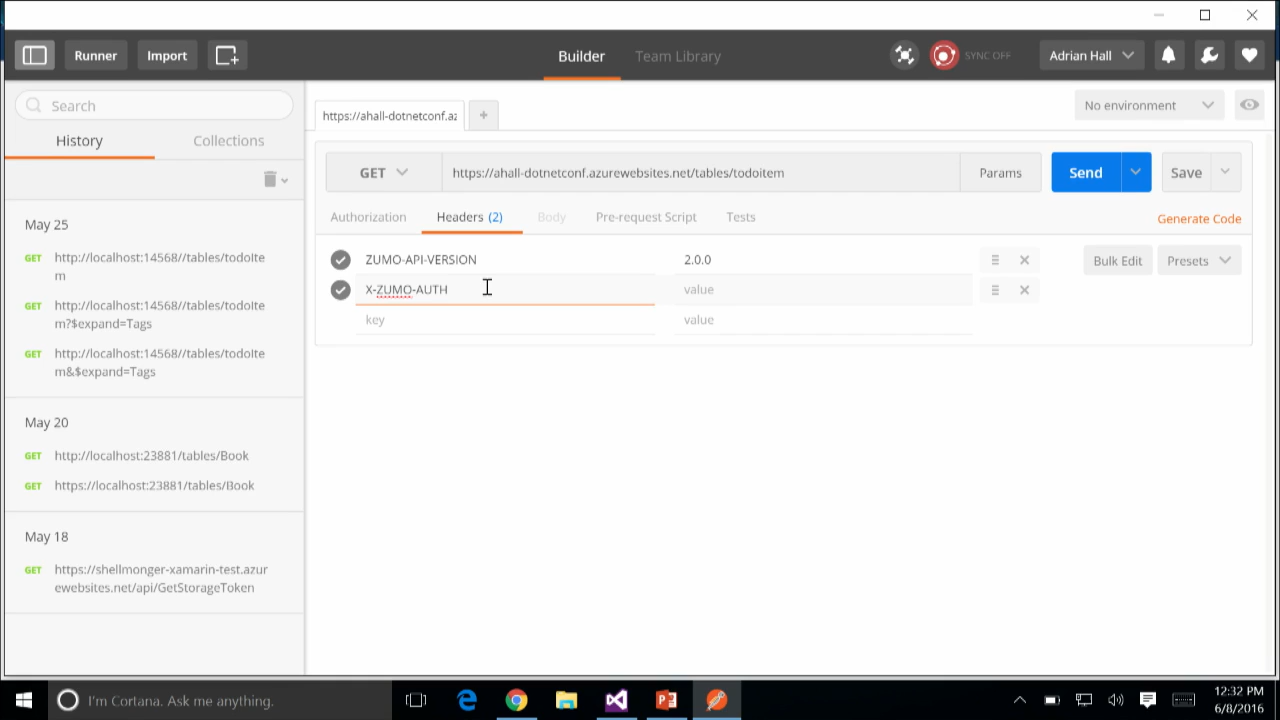 Runner
Import
Builder
Team Library
SYNC OFF
Adrian Hall
Search
History
Collections
May 25
GET http://localhost:14568//tables/todoIte
m
GET http://localhost:14568//tables/todoIte
m?$expand=Tags
GET http://localhost:14568//tables/todoIte
m&$expand=Tags
May 20
GET http://localhost:23881/tables/Book
GET https://localhost:23881/tables/Book
May 18
GET https://shellmonger-xamarin-test.azur
ewebsites.net/api/GetStorageToken
https://ahall-dotnetconf.az
+
No environment
GET https://ahall-dotnetconf.azurewebsites.net/tables/todoitem Params Send Save
Authorization Headers (2) Body Pre-request Script Tests Generate Code
ZUMO-API-VERSION 2.0.0 Bulk Edit Presets
X-ZUMO-AUTH value
key value
I'm Cortana. Ask me anything.
12:32 PM
6/8/2016